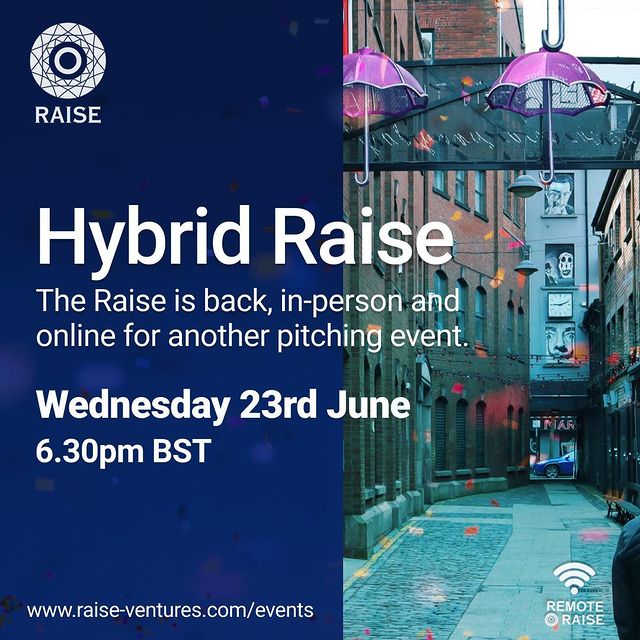 RAISE
Hybrid Raise
The Raise is back, in-person and
online for another pitching event.
Wednesday 23rd June
6.30pm BST
MAR
www.raise-ventures.com/events
REMOTE
RAISE